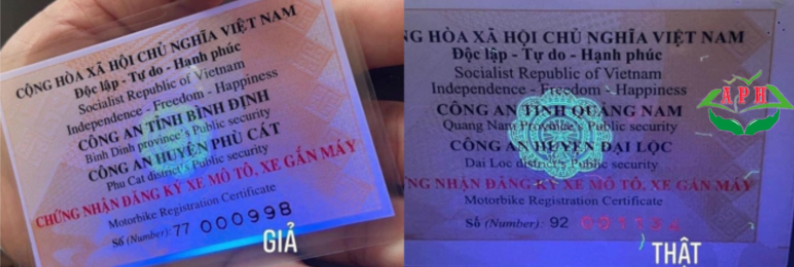 CỘNG HÒA XÃ HỘI CHỦ NGHĨA VIỆT NAM
Độc lập - Tự do - Hạnh phúc
Socialist Republic of Vietnam
Independence - Freedom - Happiness
CÔNG AN TỈNH BÌNH ĐỊNH
Binh Dinh province's Public security
CÔNG AN HUYỆN PHÙ CÁT
Phu Cat district's Public security
CHỨNG NHẬN ĐĂNG KÝ XE MÔ TÔ, XE GẮN MÁY
Motorbike Registration Certificate
Số (Number): 77 000998
GIẢ
HÒA XÃ HỘI CHỦ NGHĨA VIỆT NAM
Độc lập - Tự do - Hạnh phúc
Socialist Republic of Vietnam
Independence - Freedom - Happiness
CÔNG AN TỈNH QUẢNG NAM
Quang Nam Province's Public security
CÔNG AN HUYỆN ĐẠI LỘC
Dai Loc district's Public security
NHẬN ĐĂNG KÝ XE MÔ TÔ, XE GẮN MÁY
Motorbike Registration Certificate
Số (Number): 92
THẬT
APH